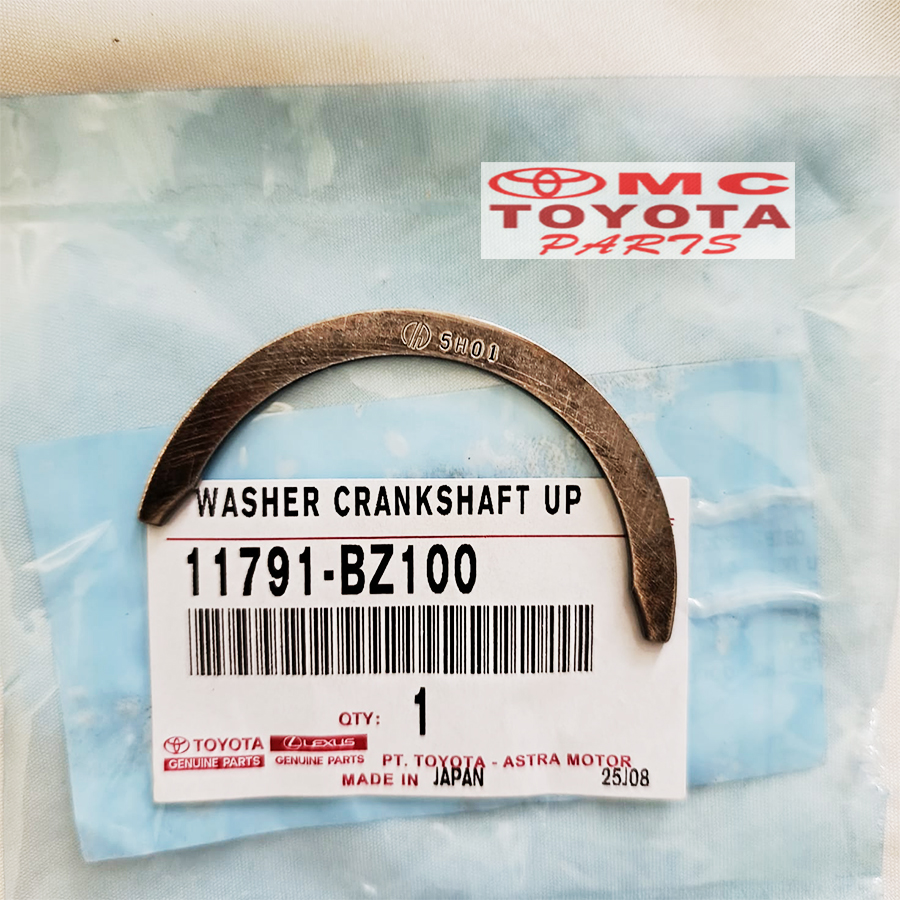 OMC
TOYOTA
PARTS
5H01
WASHER CRANKSHAFT UP
11791-BZ100
QTY: 1
TOYOTA LEXUS
GENUINE PARTS GENUINE PARTS PT. TOYOTA - ASTRA MOTOR
MADE IN JAPAN 25J08